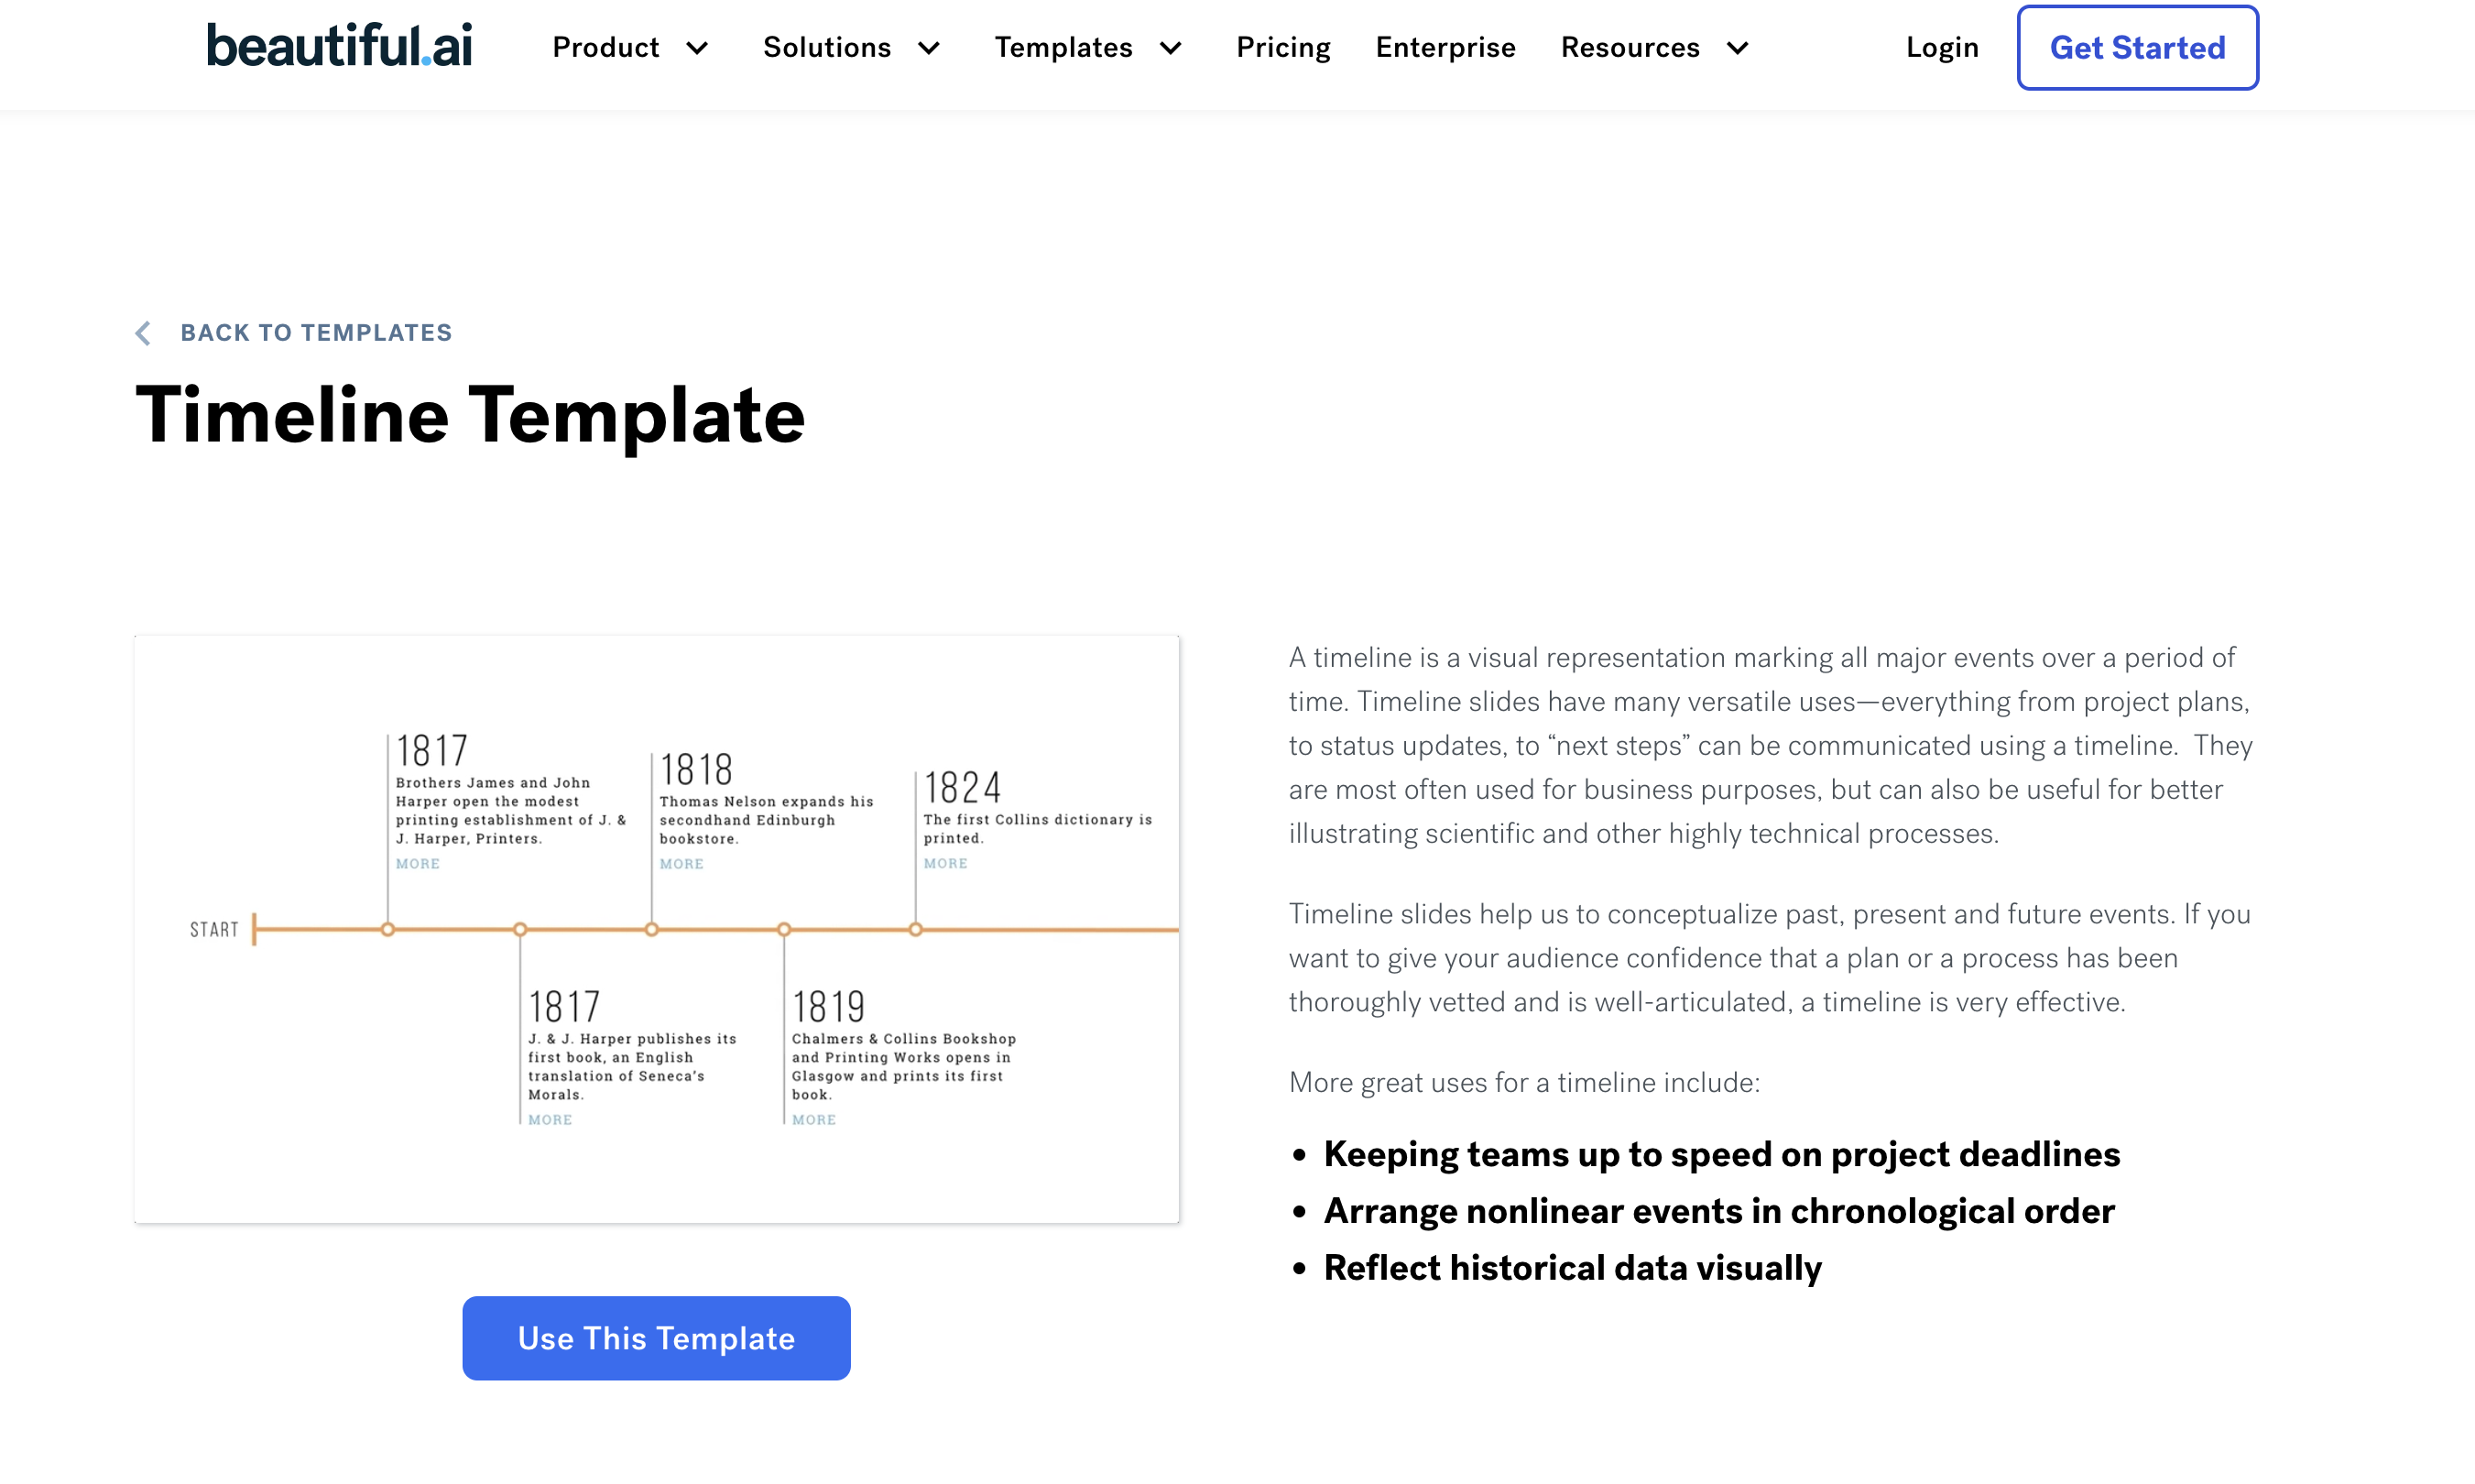 beautiful.ai
Product
Solutions
Templates
Pricing
Enterprise
Resources
Login
Get Started
BACK TO TEMPLATES
Timeline Template
1817
Brothers James and John
Harper open the modest
printing establishment of J. &
J. Harper, Printers.
MORE
1818
Thomas Nelson expands his
secondhand Edinburgh
bookstore.
MORE
1824
The first Collins dictionary is
printed.
MORE
START
1817
J. & J. Harper publishes its
first book, an English
translation of Seneca's
Morals.
MORE
1819
Chalmers & Collins Bookshop
and Printing Works opens in
Glasgow and prints its first
book.
MORE
Use This Template
A timeline is a visual representation marking all major events over a period of
time. Timeline slides have many versatile uses—everything from project plans,
to status updates, to “next steps” can be communicated using a timeline.  They
are most often used for business purposes, but can also be useful for better
illustrating scientific and other highly technical processes.
Timeline slides help us to conceptualize past, present and future events. If you
want to give your audience confidence that a plan or a process has been
thoroughly vetted and is well-articulated, a timeline is very effective.
More great uses for a timeline include:
• Keeping teams up to speed on project deadlines
• Arrange nonlinear events in chronological order
• Reflect historical data visually